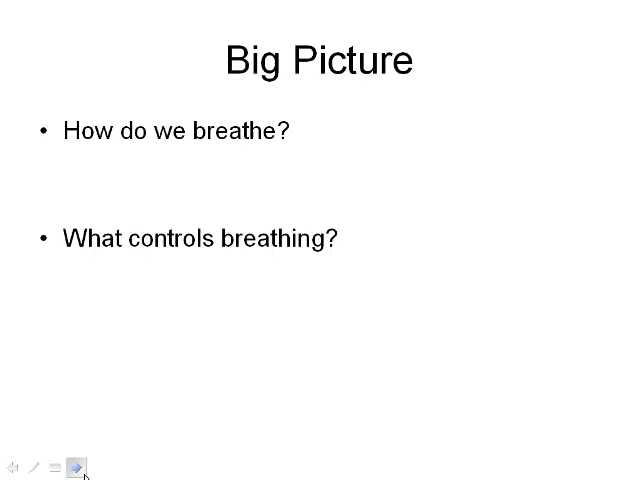 Big Picture
• How do we breathe?
• What controls breathing?